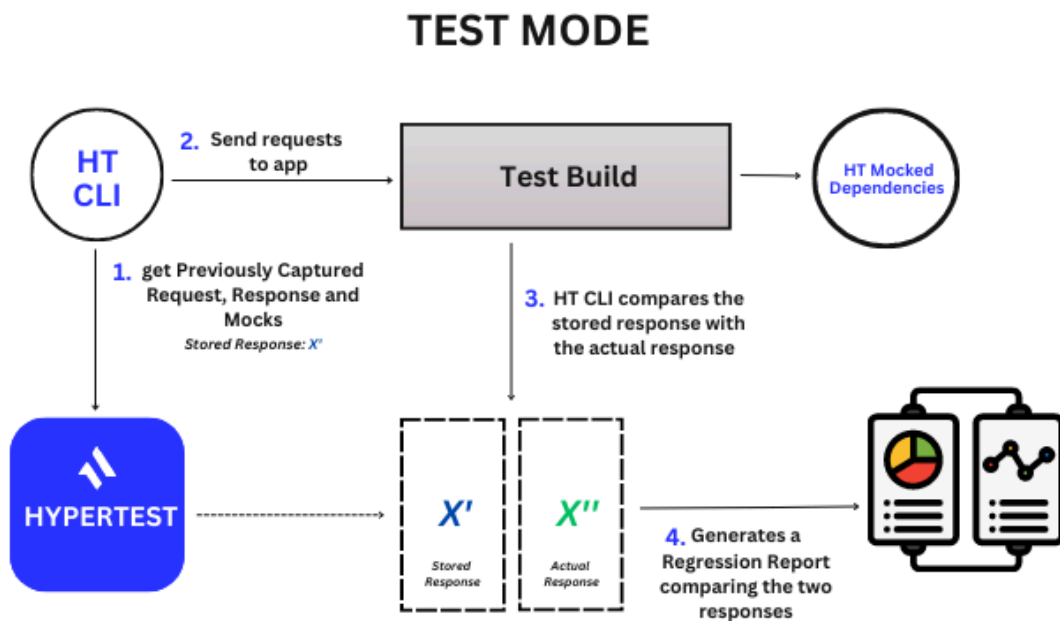 TEST MODE
HT
CLI
2. Send requests
to app
Test Build
HT Mocked
Dependencies
1. get Previously Captured
Request, Response and
Mocks
Stored Response: X'
3. HT CLI compares the
stored response with
the actual response
HYPERTEST
X'
Stored
Response
X''
Actual
Response
4. Generates a
Regression Report
comparing the two
responses